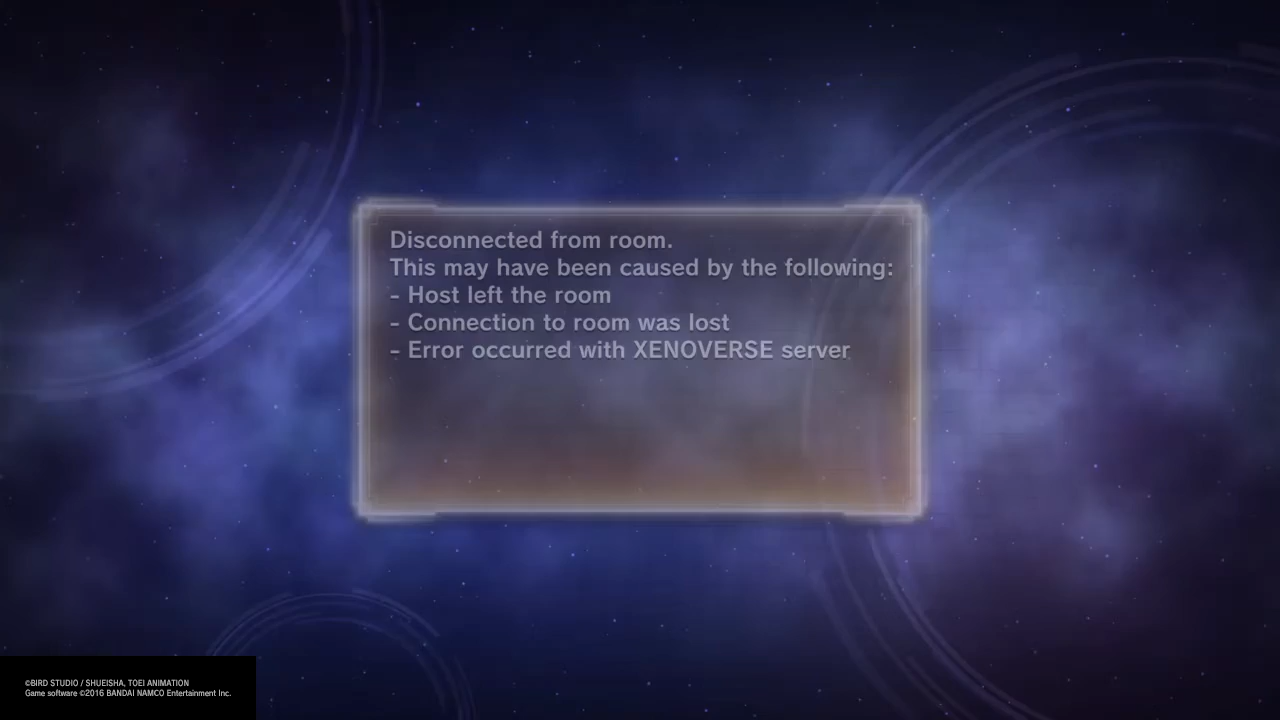 Disconnected from room.
This may have been caused by the following:
- Host left the room
- Connection to room was lost
- Error occurred with XENOVERSE server
©BIRD STUDIO / SHUEISHA, TOEI ANIMATION
Game software ©2016 BANDAI NAMCO Entertainment Inc.